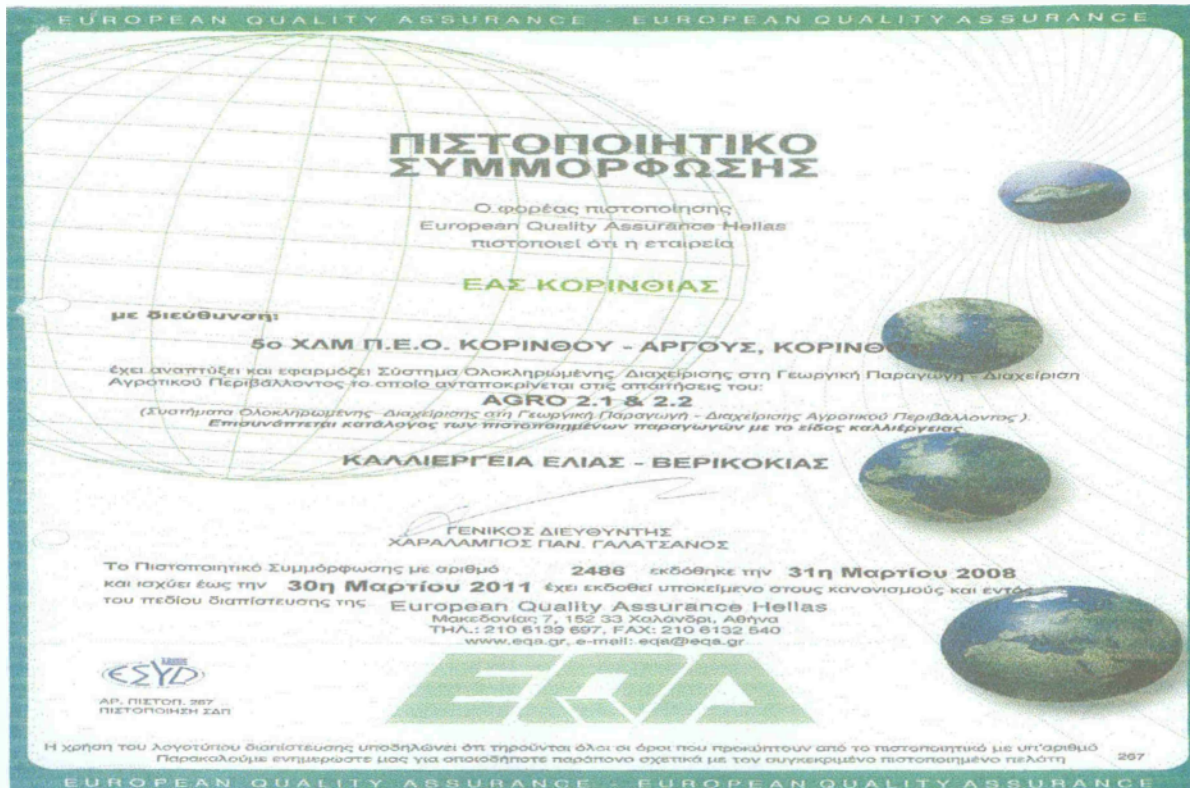 EUROPEAN QUALITY ASSURANCE - EUROPEAN QUALITY ASSURANCE
ΠΙΣΤΟΠΟΙΗΤΙΚΟ
ΣΥΜΜΟΡΦΩΣΗΣ
Ο φορέας πιστοποίησης
European Quality Assurance Hellas
πιστοποιεί ότι η εταιρεία
ΕΑΣ ΚΟΡΙΝΘΙΑΣ
με διεύθυνση:
5ο ΧΛΜ Π.Ε.Ο. ΚΟΡΙΝΘΟΥ - ΑΡΓΟΥΣ,
έχει αναπτύξει και εφαρμόζει Σύστημα Ολοκληρωμένης Διαχείρισης στη Γεωργική Παραγωγή - Διαχείριση
Αγροτικού Περιβάλλοντος το οποίο ανταποκρίνεται στις απαιτήσεις του:
AGRO 2.1 & 2.2
(Συστήματα Ολοκληρωμένης Διαχείρισης στη Γεωργική Παραγωγή - Διαχείρισης Αγροτικού Περιβάλλοντος ).
Επισυνάπτεται κατάλογος των πιστοποιημένων παραγωγών με το είδος καλλιέργειας
ΚΑΛΛΙΕΡΓΕΙΑ ΕΛΙΑΣ - ΒΕΡΙΚΟΚΙΑΣ
ΓΕΝΙΚΟΣ ΔΙΕΥΘΥΝΤΗΣ
ΧΑΡΑΛΑΜΠΟΣ ΠΑΝ. ΓΑΛΑΤΣΑΝΟΣ
Το Πιστοποιητικό Συμμόρφωσης με αριθμό 2486 εκδόθηκε την 31η Μαρτίου 2008
και ισχύει έως την 30η Μαρτίου 2011 έχει εκδοθεί υποκείμενο στους κανονισμούς και εντός
του πεδίου διαπίστευσης της European Quality Assurance Hellas
Μακεδονίας 7, 152 33 Χαλάνδρι, Αθήνα
ΤΗΛ.: 210 6139 697, FAX: 210 6132 540
www.eqa.gr, e-mail: eqa@eqa.gr
ΕΣΥD
EQA
ΑΡ. ΠΙΣΤΟΠ. 267
ΠΙΣΤΟΠΟΙΗΣΗ ΣΔΠ
Η χρήση του λογοτύπου διαπίστευσης υποδηλώνει ότι τηρούνται όλοι οι όροι που προκύπτουν από το πιστοποιητικό με υπ'αριθμό
Παρακαλούμε ενημερώστε μας για οποιοδήποτε παράπονο σχετικά με τον συγκεκριμένο πιστοποιημένο πελάτη 267
EUROPEAN QUALITY ASSURANCE - EUROPEAN QUALITY ASSURANCE